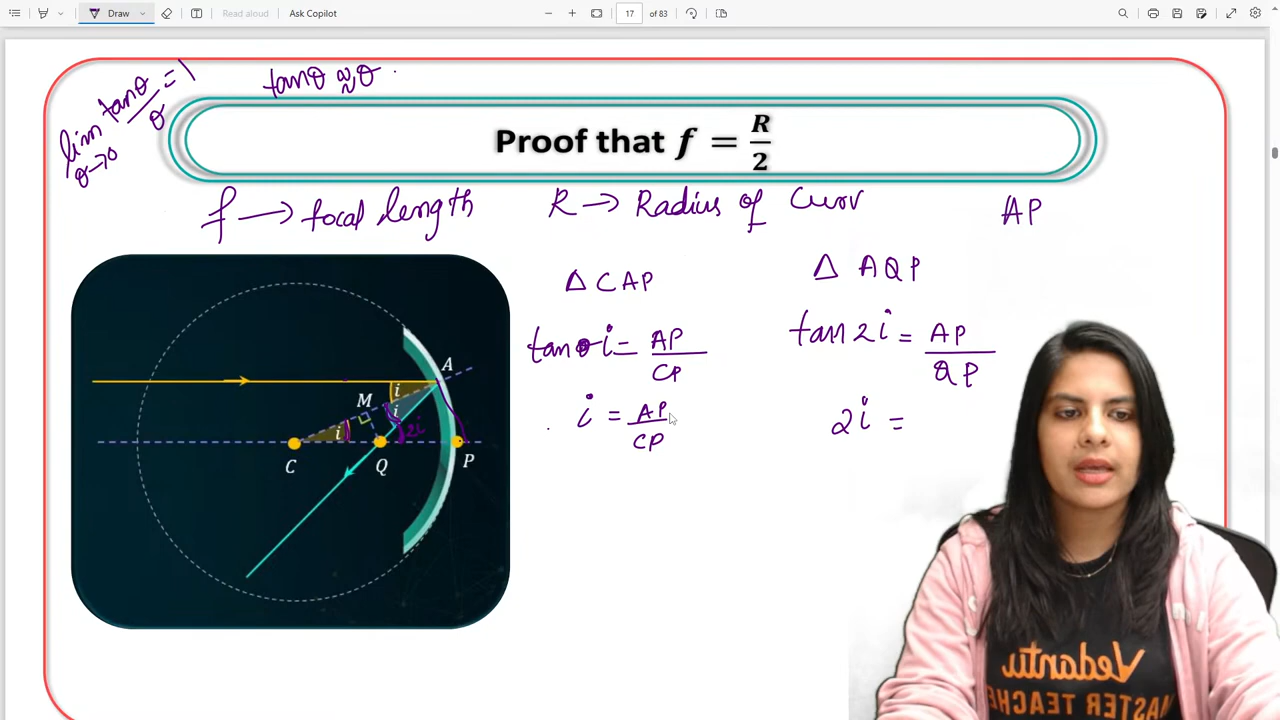 Draw
Read aloud
Ask Copilot
17 of 83
lim θ→0 tanθ/θ = 1
tanθ ≈ θ
Proof that f = R/2
f → focal length
R → Radius of Curv
AP
Δ CAP
Δ AQP
tan i = AP/CP
tan 2i = AP/QP
i = AP/CP
2i =
A
i
M
i
i
2i
C
Q
P
Vedantu
MASTER TEACHER